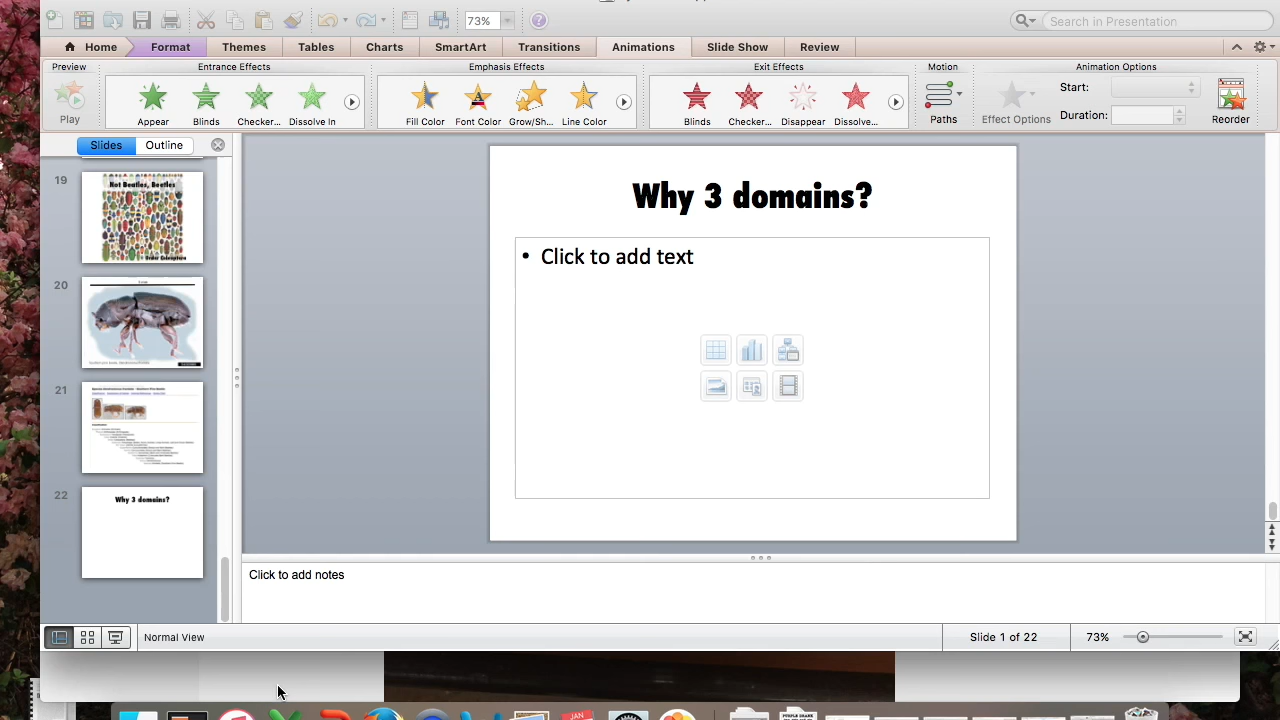 73%
Search in Presentation
Home
Format
Themes
Tables
Charts
SmartArt
Transitions
Animations
Slide Show
Review
Preview
Entrance Effects
Emphasis Effects
Exit Effects
Motion
Animation Options
Play
Appear
Blinds
Checker...
Dissolve In
Fill Color
Font Color
Grow/Sh...
Line Color
Blinds
Checker...
Disappear
Dissolve...
Paths
Effect Options
Start:
Duration:
Reorder
Slides
Outline
19
Not Beatles, Beetles
Order Coleoptera
20
21
22
Why 3 domains?
Why 3 domains?
• Click to add text
Click to add notes
Normal View
Slide 1 of 22
73%
JAN